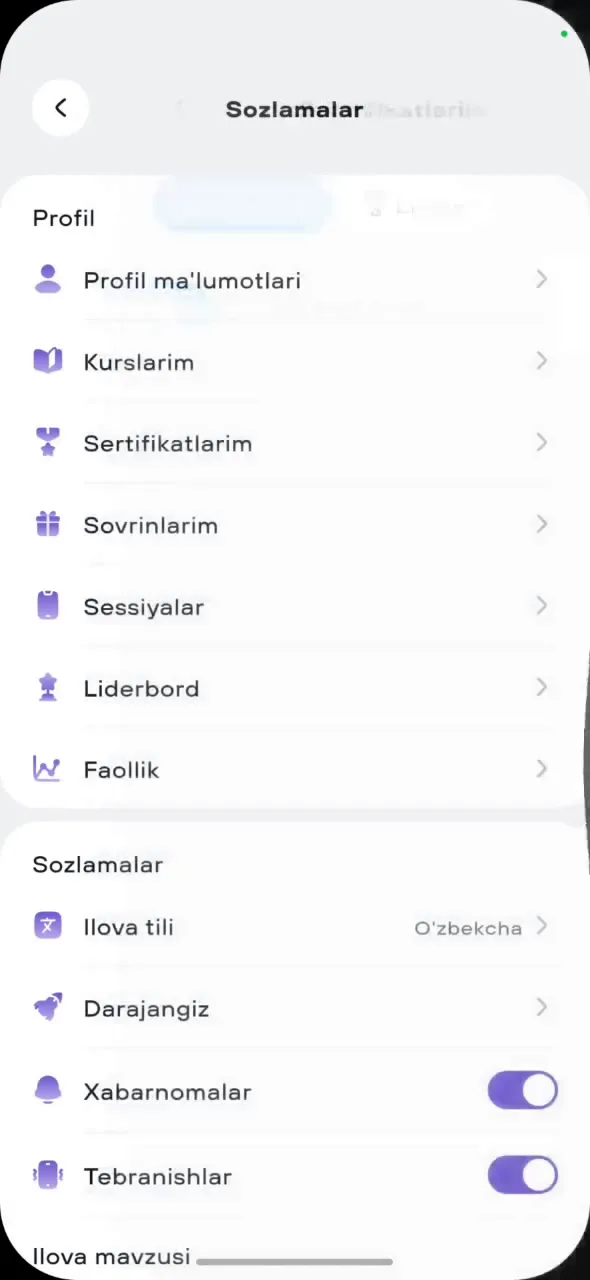 Sozlamalar
Profil
Profil ma'lumotlari
Kurslarim
Sertifikatlarim
Sovrinlarim
Sessiyalar
Liderbord
Faollik
Sozlamalar
Ilova tili O'zbekcha
Darajangiz
Xabarnomalar
Tebranishlar
Ilova mavzusi